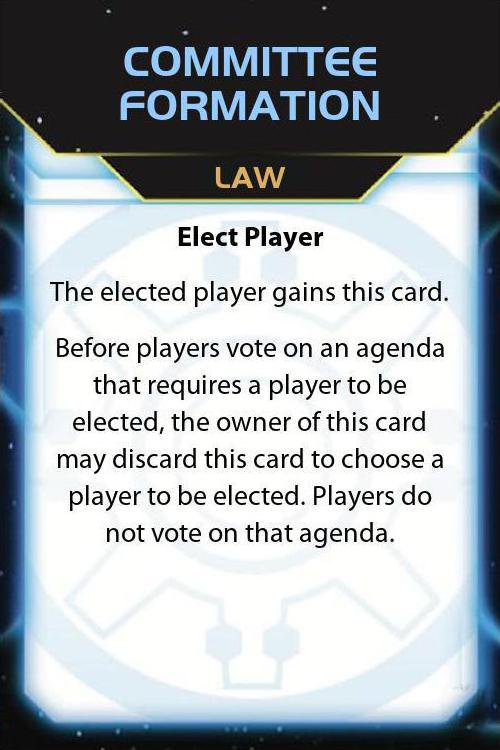 COMMITTEE
FORMATION
LAW
Elect Player
The elected player gains this card.
Before players vote on an agenda
that requires a player to be
elected, the owner of this card
may discard this card to choose a
player to be elected. Players do
not vote on that agenda.